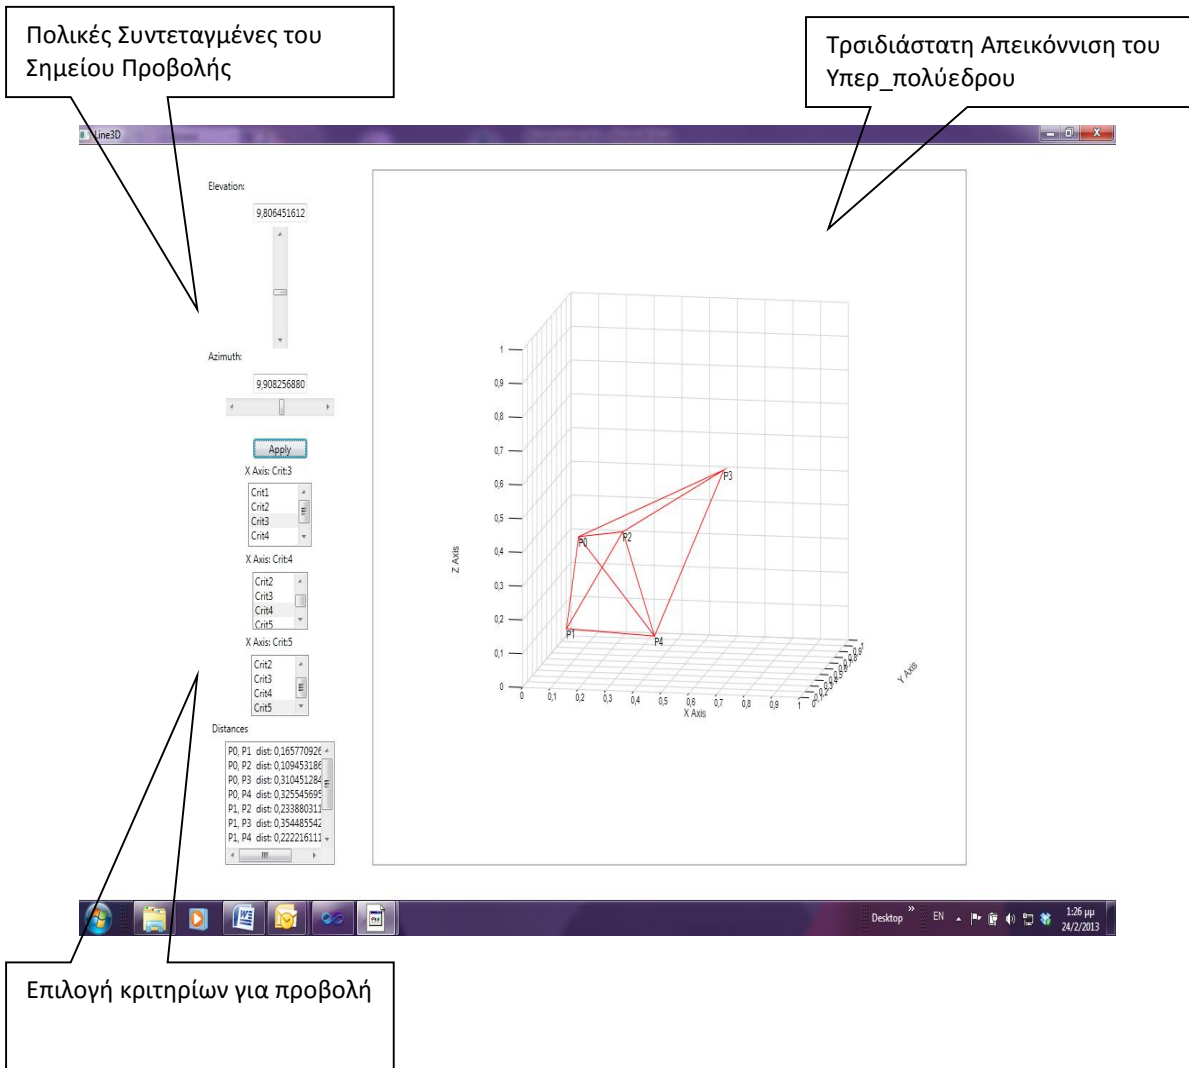 Πολικές Συντεταγμένες του
Σημείου Προβολής
Τρσιδιάστατη Απεικόννιση του
Υπερ_πολύεδρου
Line3D
Elevation:
9,806451612
Azimuth:
9,908256880
Apply
X Axis: Crit:3
Crit1
Crit2
Crit3
Crit4
X Axis: Crit:4
Crit2
Crit3
Crit4
Crit5
X Axis: Crit:5
Crit2
Crit3
Crit4
Crit5
Distances
P0, P1 dist: 0,165770926
P0, P2 dist: 0,109453186
P0, P3 dist: 0,310451284
P0, P4 dist: 0,325545695
P1, P2 dist: 0,233880311
P1, P3 dist: 0,354485542
P1, P4 dist: 0,222216111
1
0,9
0,8
0,7
0,6
0,5
0,4
0,3
0,2
0,1
0
Z Axis
P3
P0
P2
P1
P4
0
0,1
0,2
0,3
0,4
0,5
0,6
0,7
0,8
0,9
1
X Axis
Y Axis
Desktop
EN
1:26 μμ
24/2/2013
Επιλογή κριτηρίων για προβολή